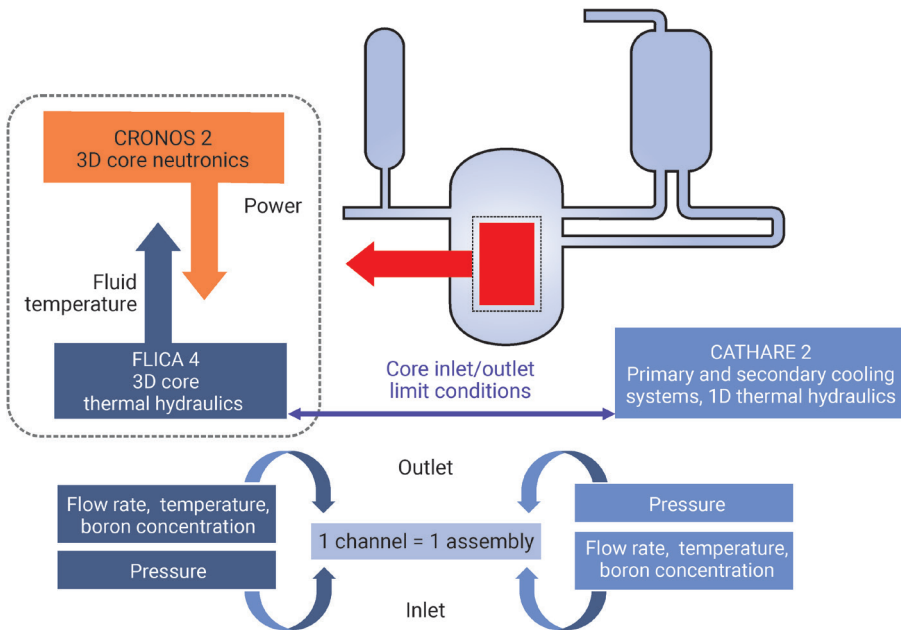 CRONOS 2
3D core neutronics
Power
Fluid
temperature
FLICA 4
3D core
thermal hydraulics
Core inlet/outlet
limit conditions
CATHARE 2
Primary and secondary cooling
systems, 1D thermal hydraulics
Outlet
Flow rate, temperature,
boron concentration
Pressure
1 channel = 1 assembly
Pressure
Flow rate, temperature,
boron concentration
Inlet